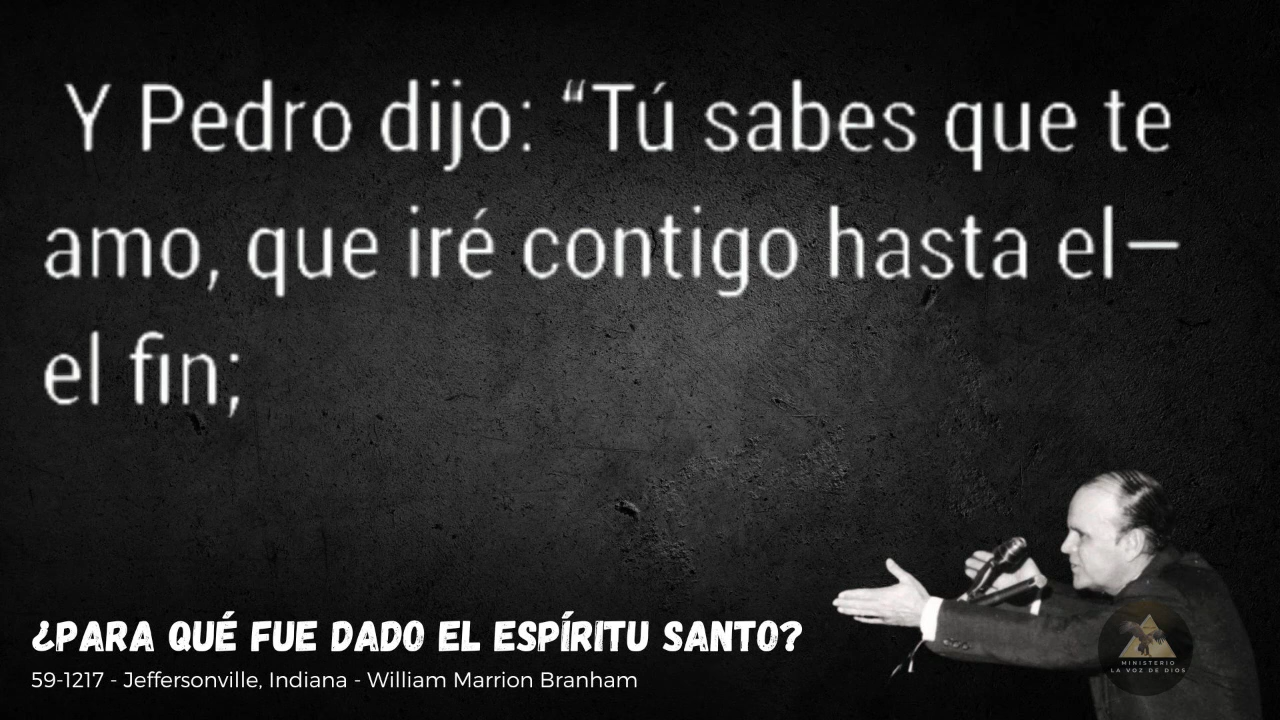 Y Pedro dijo: “Tú sabes que te
amo, que iré contigo hasta el—
el fin;
¿PARA QUÉ FUE DADO EL ESPÍRITU SANTO?
59-1217 - Jeffersonville, Indiana - William Marrion Branham
MINISTERIO
LA VOZ DE DIOS